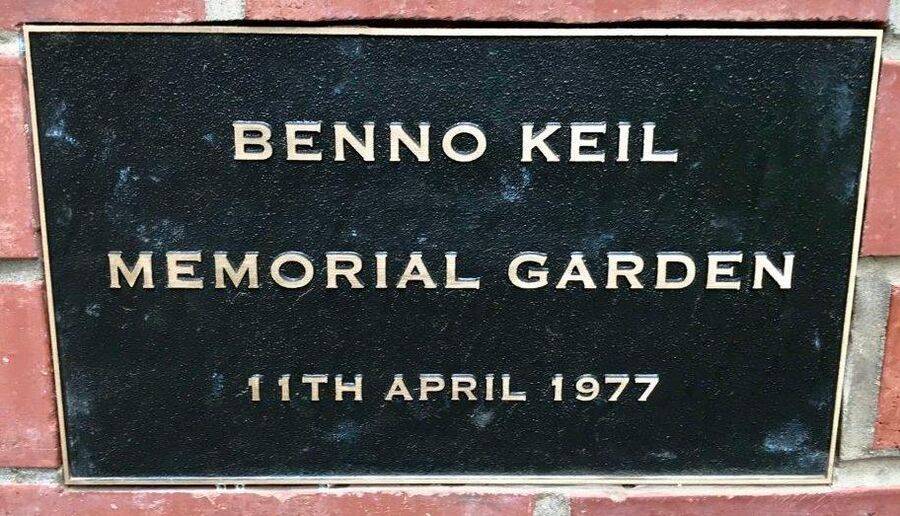 BENNO KEIL
MEMORIAL GARDEN
11TH APRIL 1977